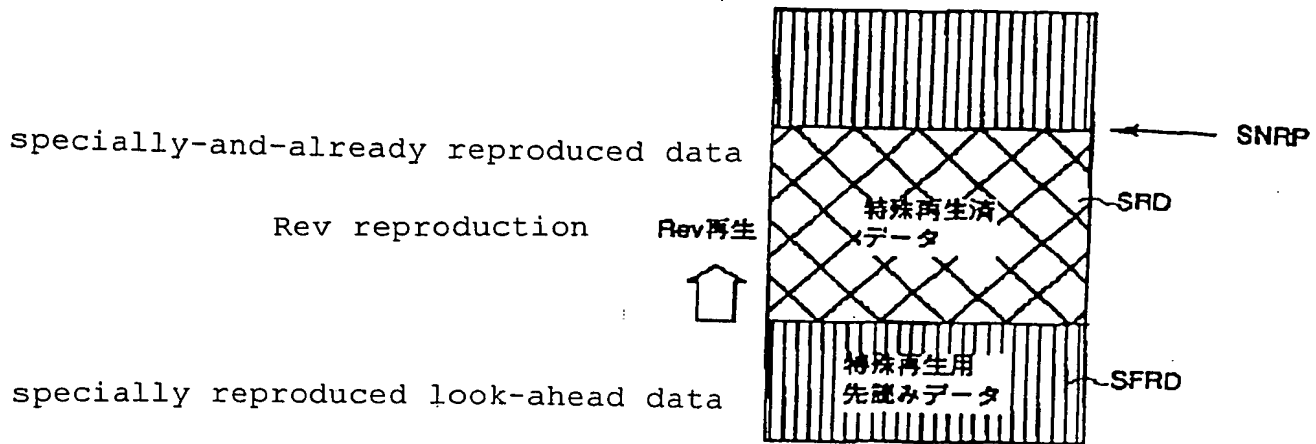 SNRP
specially-and-already reproduced data
SRD
特殊再生済
データ
Rev reproduction
Rev再生
特殊再生用
先読みデータ
SFRD
specially reproduced look-ahead data